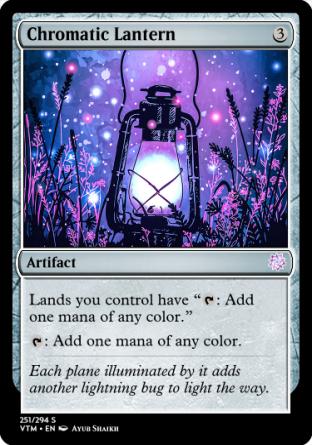 Chromatic Lantern 3
Artifact
Lands you control have “T: Add
one mana of any color.”
T: Add one mana of any color.
Each plane illuminated by it adds
another lightning bug to light the way.
251/294 S
VTM • EN Ayub Shaikh